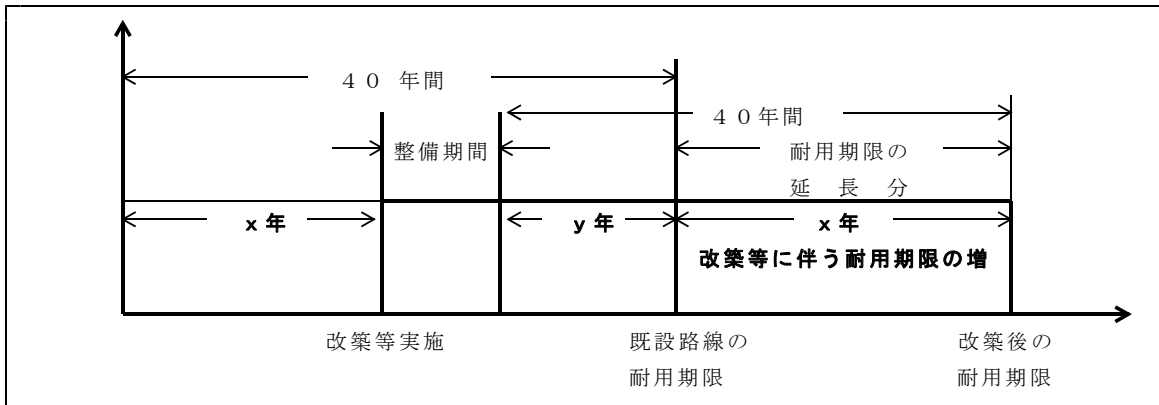 ４０ 年間
４０年間
整備期間
耐用期限の
延 長 分
ｘ年
ｙ年
ｘ年
改築等に伴う耐用期限の増
改築等実施
既設路線の
耐用期限
改築後の
耐用期限